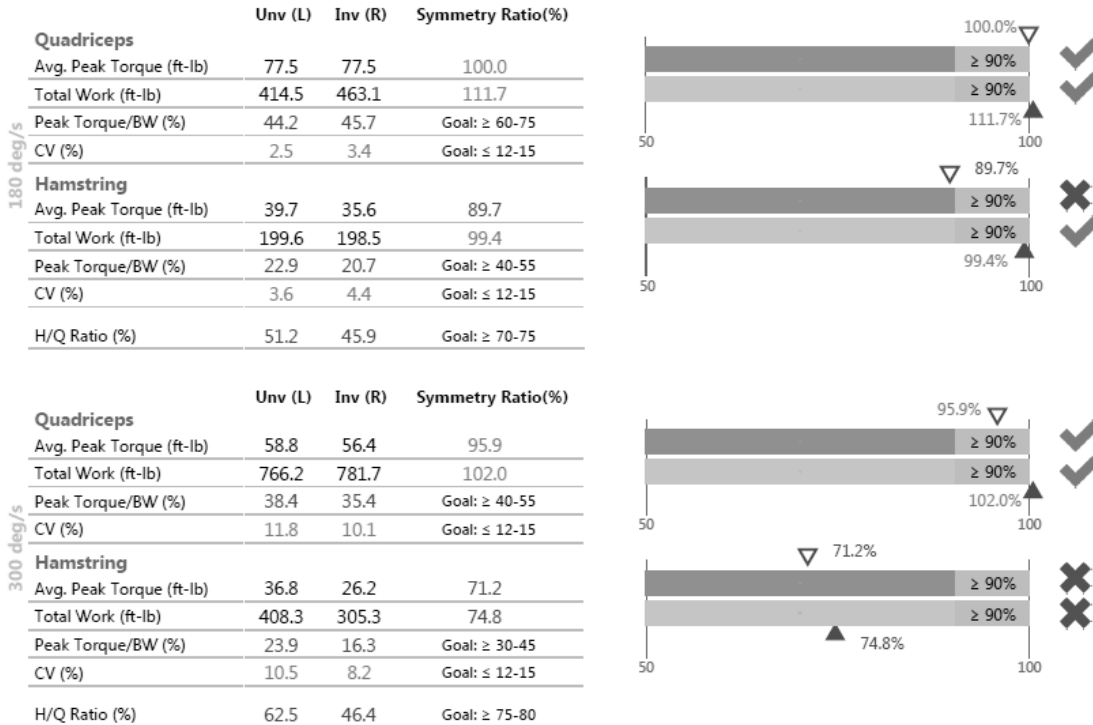 Unv (L) Inv (R) Symmetry Ratio(%)
Quadriceps
Avg. Peak Torque (ft-lb) 77.5 77.5 100.0
Total Work (ft-lb) 414.5 463.1 111.7
Peak Torque/BW (%) 44.2 45.7 Goal: ≥ 60-75
CV (%) 2.5 3.4 Goal: ≤ 12-15
180 deg/s
Hamstring
Avg. Peak Torque (ft-lb) 39.7 35.6 89.7
Total Work (ft-lb) 199.6 198.5 99.4
Peak Torque/BW (%) 22.9 20.7 Goal: ≥ 40-55
CV (%) 3.6 4.4 Goal: ≤ 12-15
H/Q Ratio (%) 51.2 45.9 Goal: ≥ 70-75
100.0%
≥ 90%
≥ 90%
111.7%
50 100
89.7%
≥ 90%
≥ 90%
99.4%
50 100
Unv (L) Inv (R) Symmetry Ratio(%)
Quadriceps
Avg. Peak Torque (ft-lb) 58.8 56.4 95.9
Total Work (ft-lb) 766.2 781.7 102.0
Peak Torque/BW (%) 38.4 35.4 Goal: ≥ 40-55
CV (%) 11.8 10.1 Goal: ≤ 12-15
300 deg/s
Hamstring
Avg. Peak Torque (ft-lb) 36.8 26.2 71.2
Total Work (ft-lb) 408.3 305.3 74.8
Peak Torque/BW (%) 23.9 16.3 Goal: ≥ 30-45
CV (%) 10.5 8.2 Goal: ≤ 12-15
H/Q Ratio (%) 62.5 46.4 Goal: ≥ 75-80
95.9%
≥ 90%
≥ 90%
102.0%
50 100
71.2%
≥ 90%
≥ 90%
74.8%
50 100